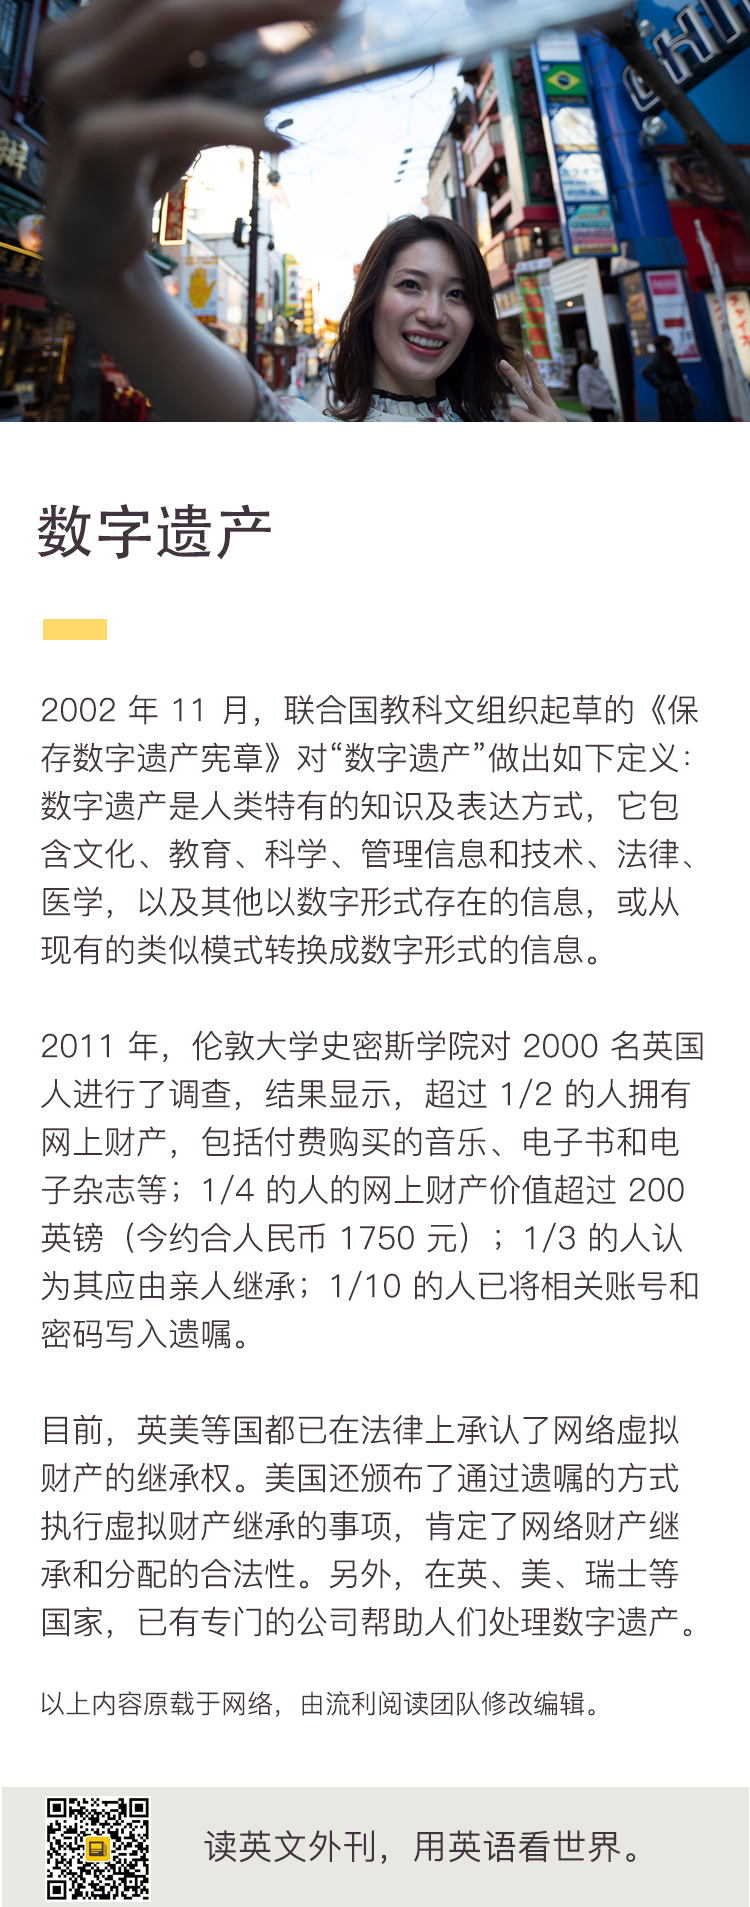 CHI
数字遗产
2002 年 11 月，联合国教科文组织起草的《保
存数字遗产宪章》对“数字遗产”做出如下定义：
数字遗产是人类特有的知识及表达方式，它包
含文化、教育、科学、管理信息和技术、法律、
医学，以及其他以数字形式存在的信息，或从
现有的类似模式转换成数字形式的信息。
2011 年，伦敦大学史密斯学院对 2000 名英国
人进行了调查，结果显示，超过 1/2 的人拥有
网上财产，包括付费购买的音乐、电子书和电
子杂志等；1/4 的人的网上财产价值超过 200
英镑（今约合人民币 1750 元）；1/3 的人认
为其应由亲人继承；1/10 的人已将相关账号和
密码写入遗嘱。
目前，英美等国都已在法律上承认了网络虚拟
财产的继承权。美国还颁布了通过遗嘱的方式
执行虚拟财产继承的事项，肯定了网络财产继
承和分配的合法性。另外，在英、美、瑞士等
国家，已有专门的公司帮助人们处理数字遗产。
以上内容原载于网络，由流利阅读团队修改编辑。
读英文外刊，用英语看世界。